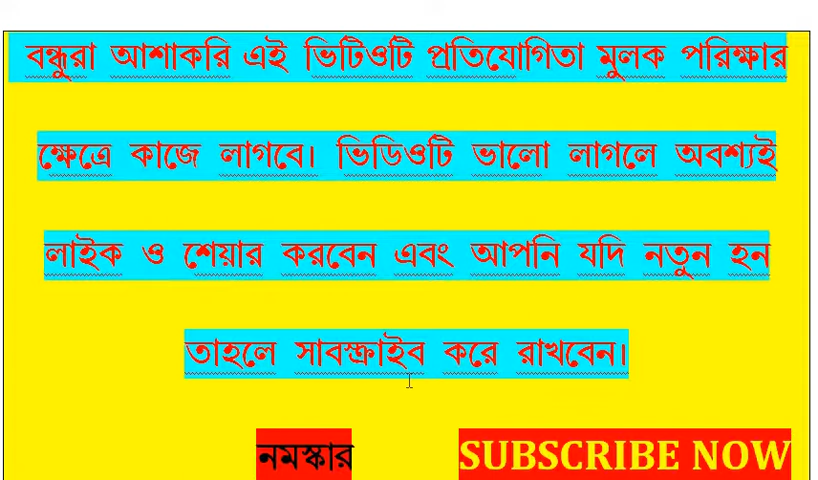 বন্ধুরা আশাকরি এই ভিটিওটি প্রতিযোগিতা মুলক পরিক্ষার
ক্ষেত্রে কাজে লাগবে। ভিডিওটি ভালো লাগলে অবশ্যই
লাইক ও শেয়ার করবেন এবং আপনি যদি নতুন হন
তাহলে সাবস্ক্রাইব করে রাখবেন।
নমস্কার SUBSCRIBE NOW